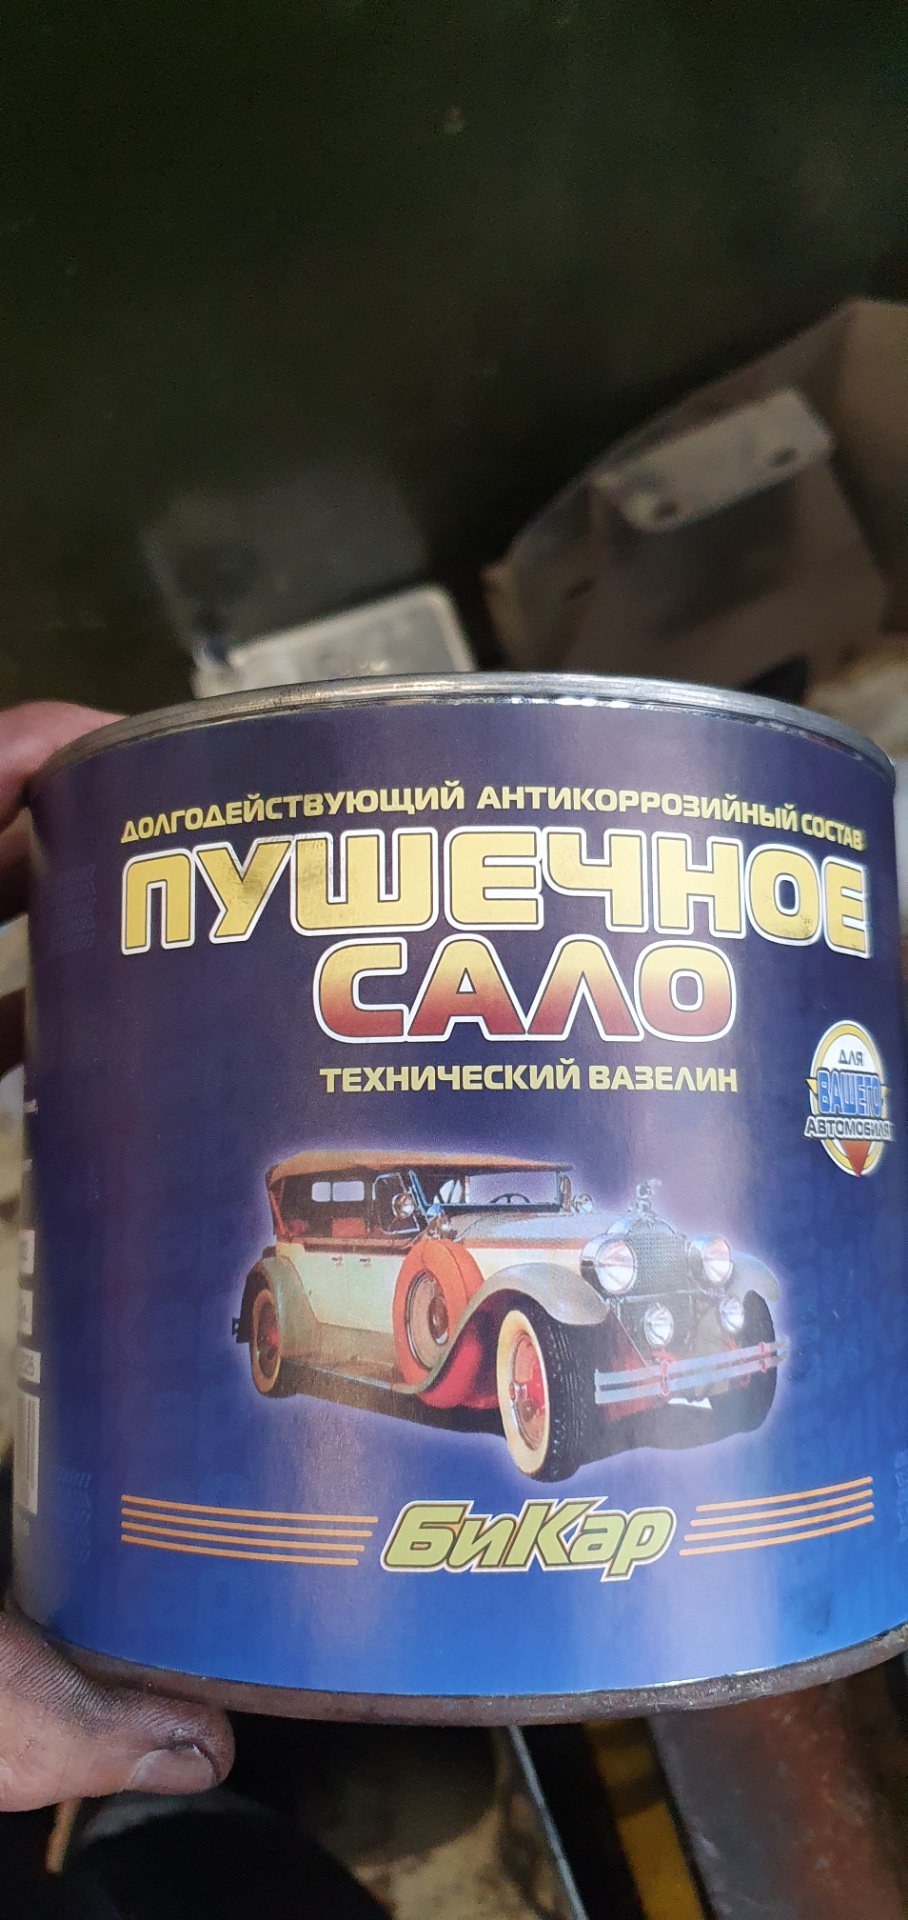 ДОЛГОДЕЙСТВУЮЩИЙ АНТИКОРРОЗИЙНЫЙ СОСТАВ
ПУШЕЧНОЕ
САЛО
ТЕХНИЧЕСКИЙ ВАЗЕЛИН
ДЛЯ
ВАШЕГО
АВТОМОБИЛЯ
БиКар